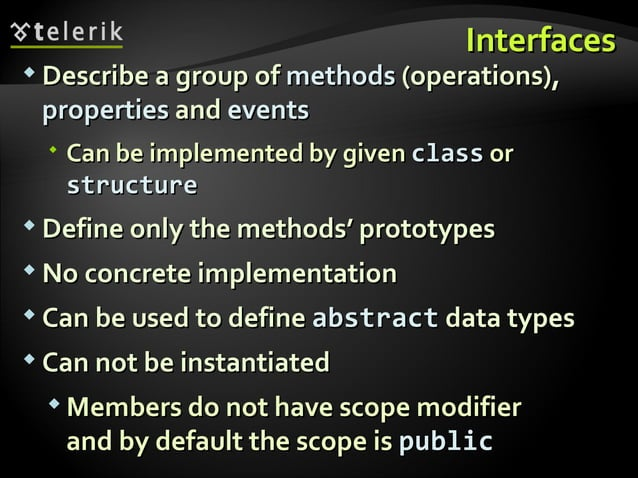 telerik
Interfaces
Describe a group of methods (operations),
properties and events
Can be implemented by given class or
structure
Define only the methods’ prototypes
No concrete implementation
Can be used to define abstract data types
Can not be instantiated
Members do not have scope modifier
and by default the scope is public